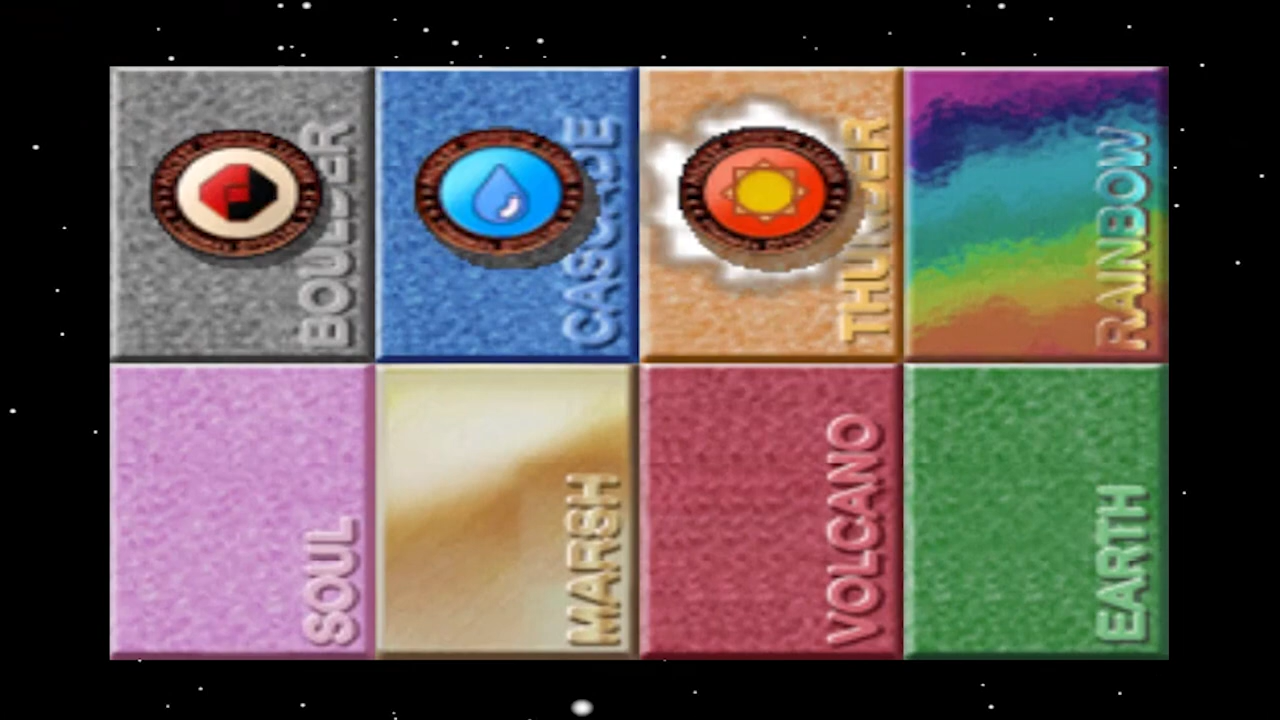 BOULDER
CASCADE
THUNDER
RAINBOW
SOUL
MARSH
VOLCANO
EARTH